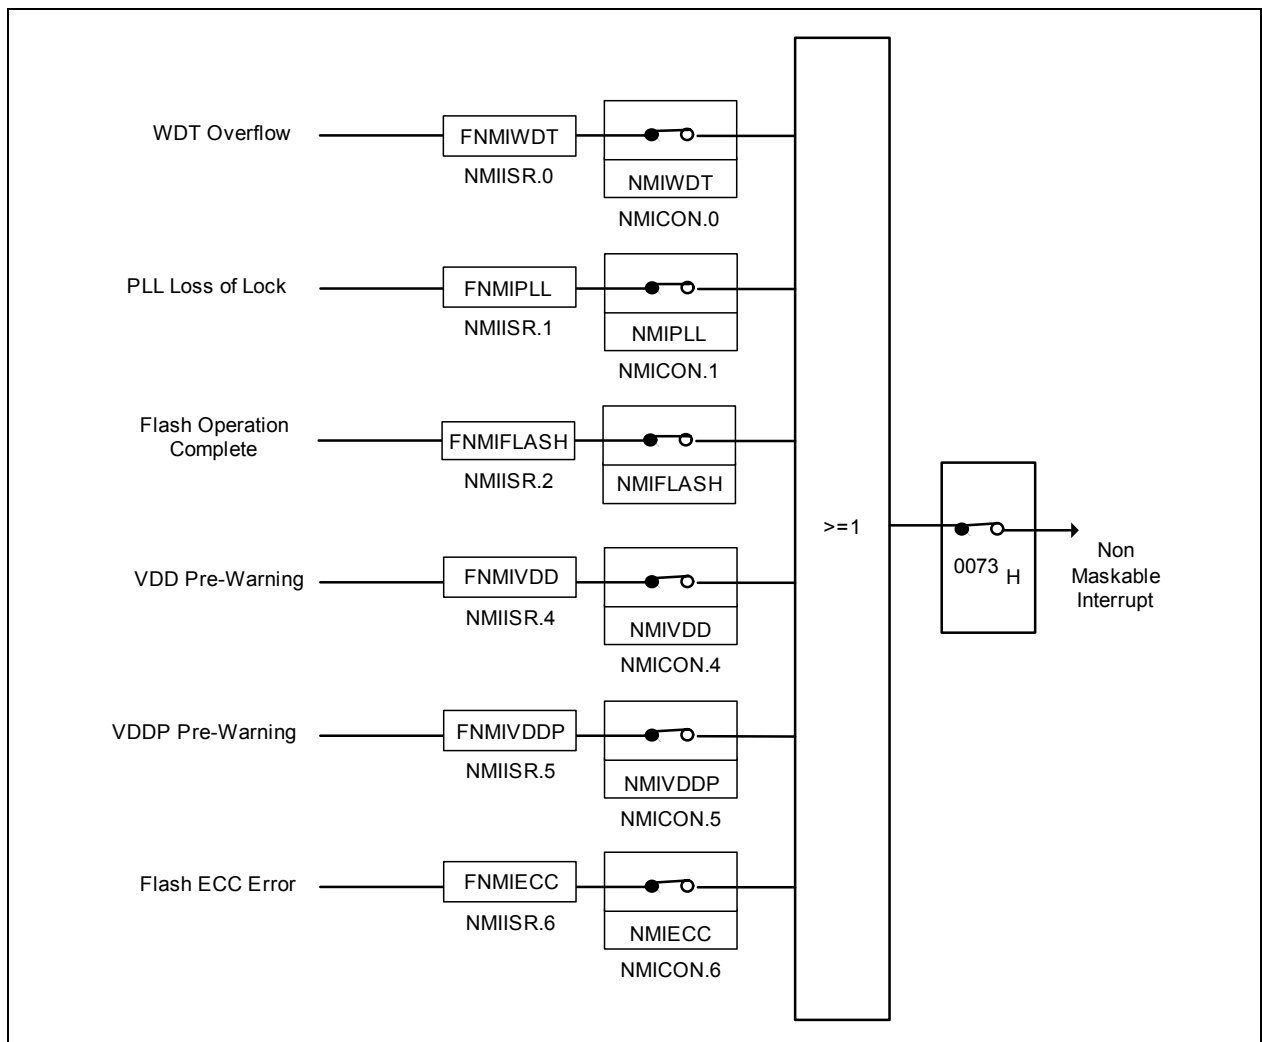 WDT Overflow
FNMIWDT
NMIISR.0
NMIWDT
NMICON.0
PLL Loss of Lock
FNMIPLL
NMIISR.1
NMIPLL
NMICON.1
Flash Operation
Complete
FNMIFLASH
NMIISR.2
NMIFLASH
VDD Pre-Warning
FNMIVDD
NMIISR.4
NMIVDD
NMICON.4
VDDP Pre-Warning
FNMIVDDP
NMIISR.5
NMIVDDP
NMICON.5
Flash ECC Error
FNMIECC
NMIISR.6
NMIECC
NMICON.6
>=1
0073 H
Non
Maskable
Interrupt